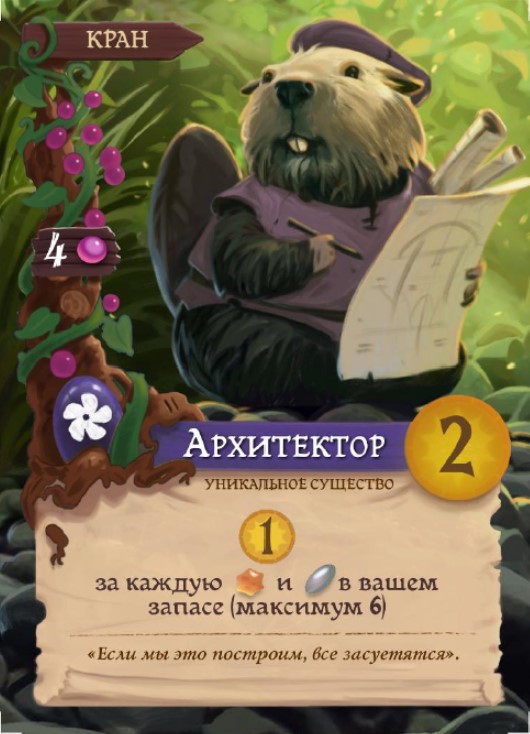 КРАН
4
АРХИТЕКТОР
2
УНИКАЛЬНОЕ СУЩЕСТВО
1
за каждую и в вашем
запасе (максимум 6)
«Если мы это построим, все засуетятся».